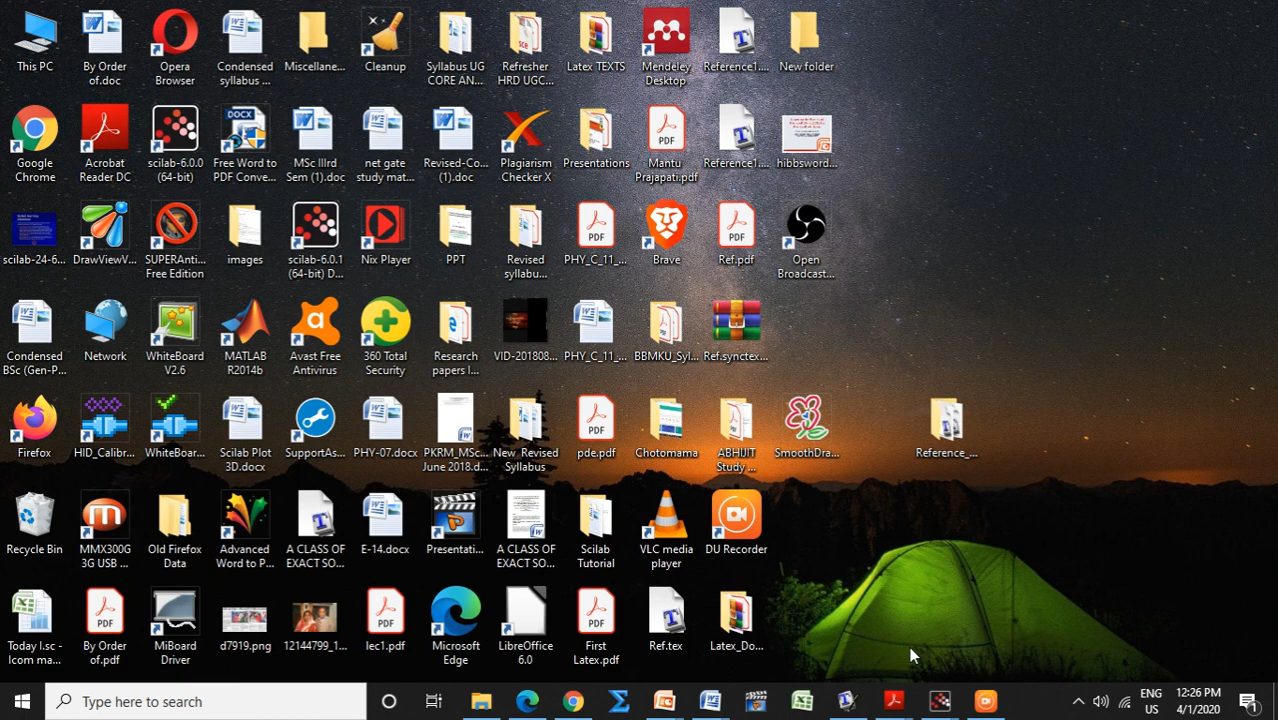 This PC
By Order of.doc
Opera Browser
Condensed syllabus ...
Miscellane...
Cleanup
Syllabus UG CORE AN...
Refresher HRD UGC...
Latex TEXTS
Mendeley Desktop
Reference1....
New folder
Google Chrome
Acrobat Reader DC
scilab-6.0.0 (64-bit)
Free Word to PDF Conve...
MSc IIIrd Sem (1).doc
net gate study mat...
Revised-Co... (1).doc
Plagiarism Checker X
Presentations
Mantu Prajapati.pdf
Reference1....
hibbsword...
scilab-24-6...
DrawViewV...
SUPERAnti... Free Edition
images
scilab-6.0.1 (64-bit) D...
Nix Player
PPT
Revised syllabu...
PHY_C_11_...
Brave
Ref.pdf
Open Broadcast...
Condensed BSc (Gen-P...
Network
WhiteBoard V2.6
MATLAB R2014b
Avast Free Antivirus
360 Total Security
Research papers I...
VID-201808...
PHY_C_11_...
BBMKU_Syl...
Ref.synctex...
Firefox
HID_Calibr...
WhiteBoar...
Scilab Plot 3D.docx
SupportAs...
PHY-07.docx
PKRM_MSc... June 2018.d...
New_Revised Syllabus
pde.pdf
Chotomama
ABHIJIT Study ...
SmoothDra...
Reference_...
Recycle Bin
MMX300G 3G USB ...
Old Firefox Data
Advanced Word to P...
A CLASS OF EXACT SO...
E-14.docx
Presentati...
A CLASS OF EXACT SO...
Scilab Tutorial
VLC media player
DU Recorder
Today I.sc - Icom ma...
By Order of.pdf
MiBoard Driver
d7919.png
12144799_1...
lec1.pdf
Microsoft Edge
LibreOffice 6.0
First Latex.pdf
Ref.tex
Latex_Do...
Type here to search
ENG US
12:26 PM
4/1/2020